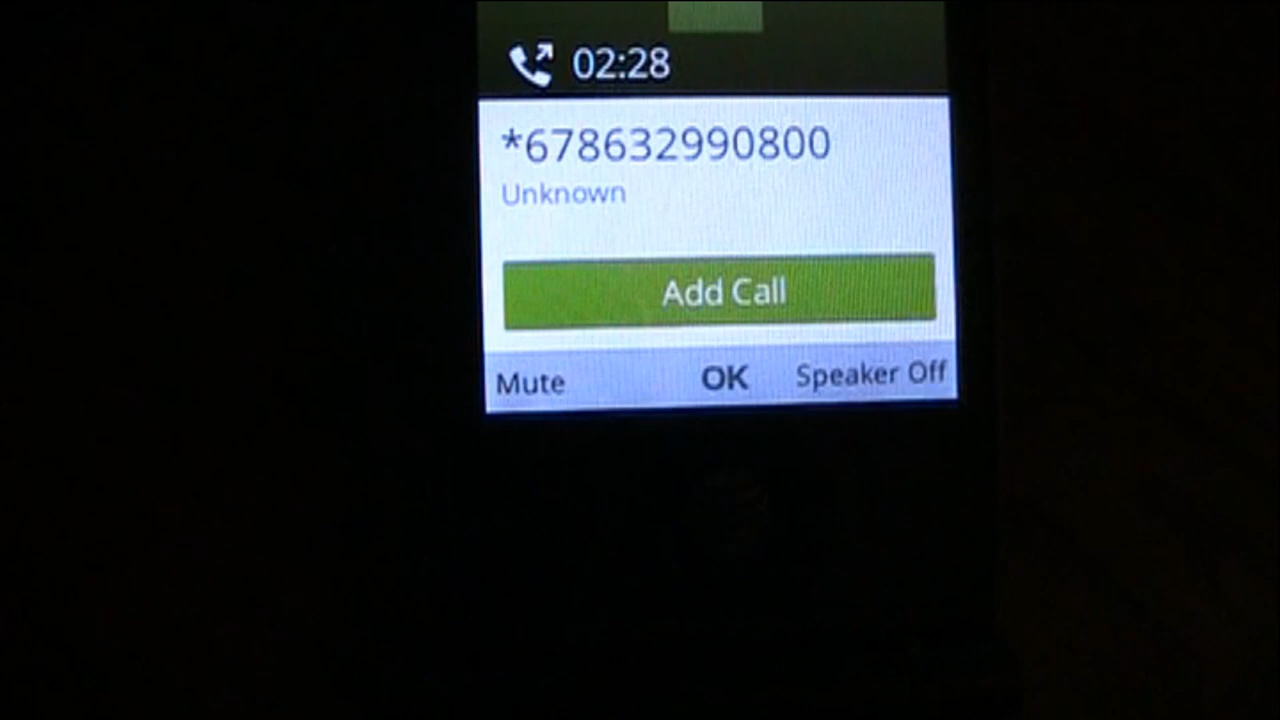 02:28
*678632990800
Unknown
Add Call
Mute OK Speaker Off